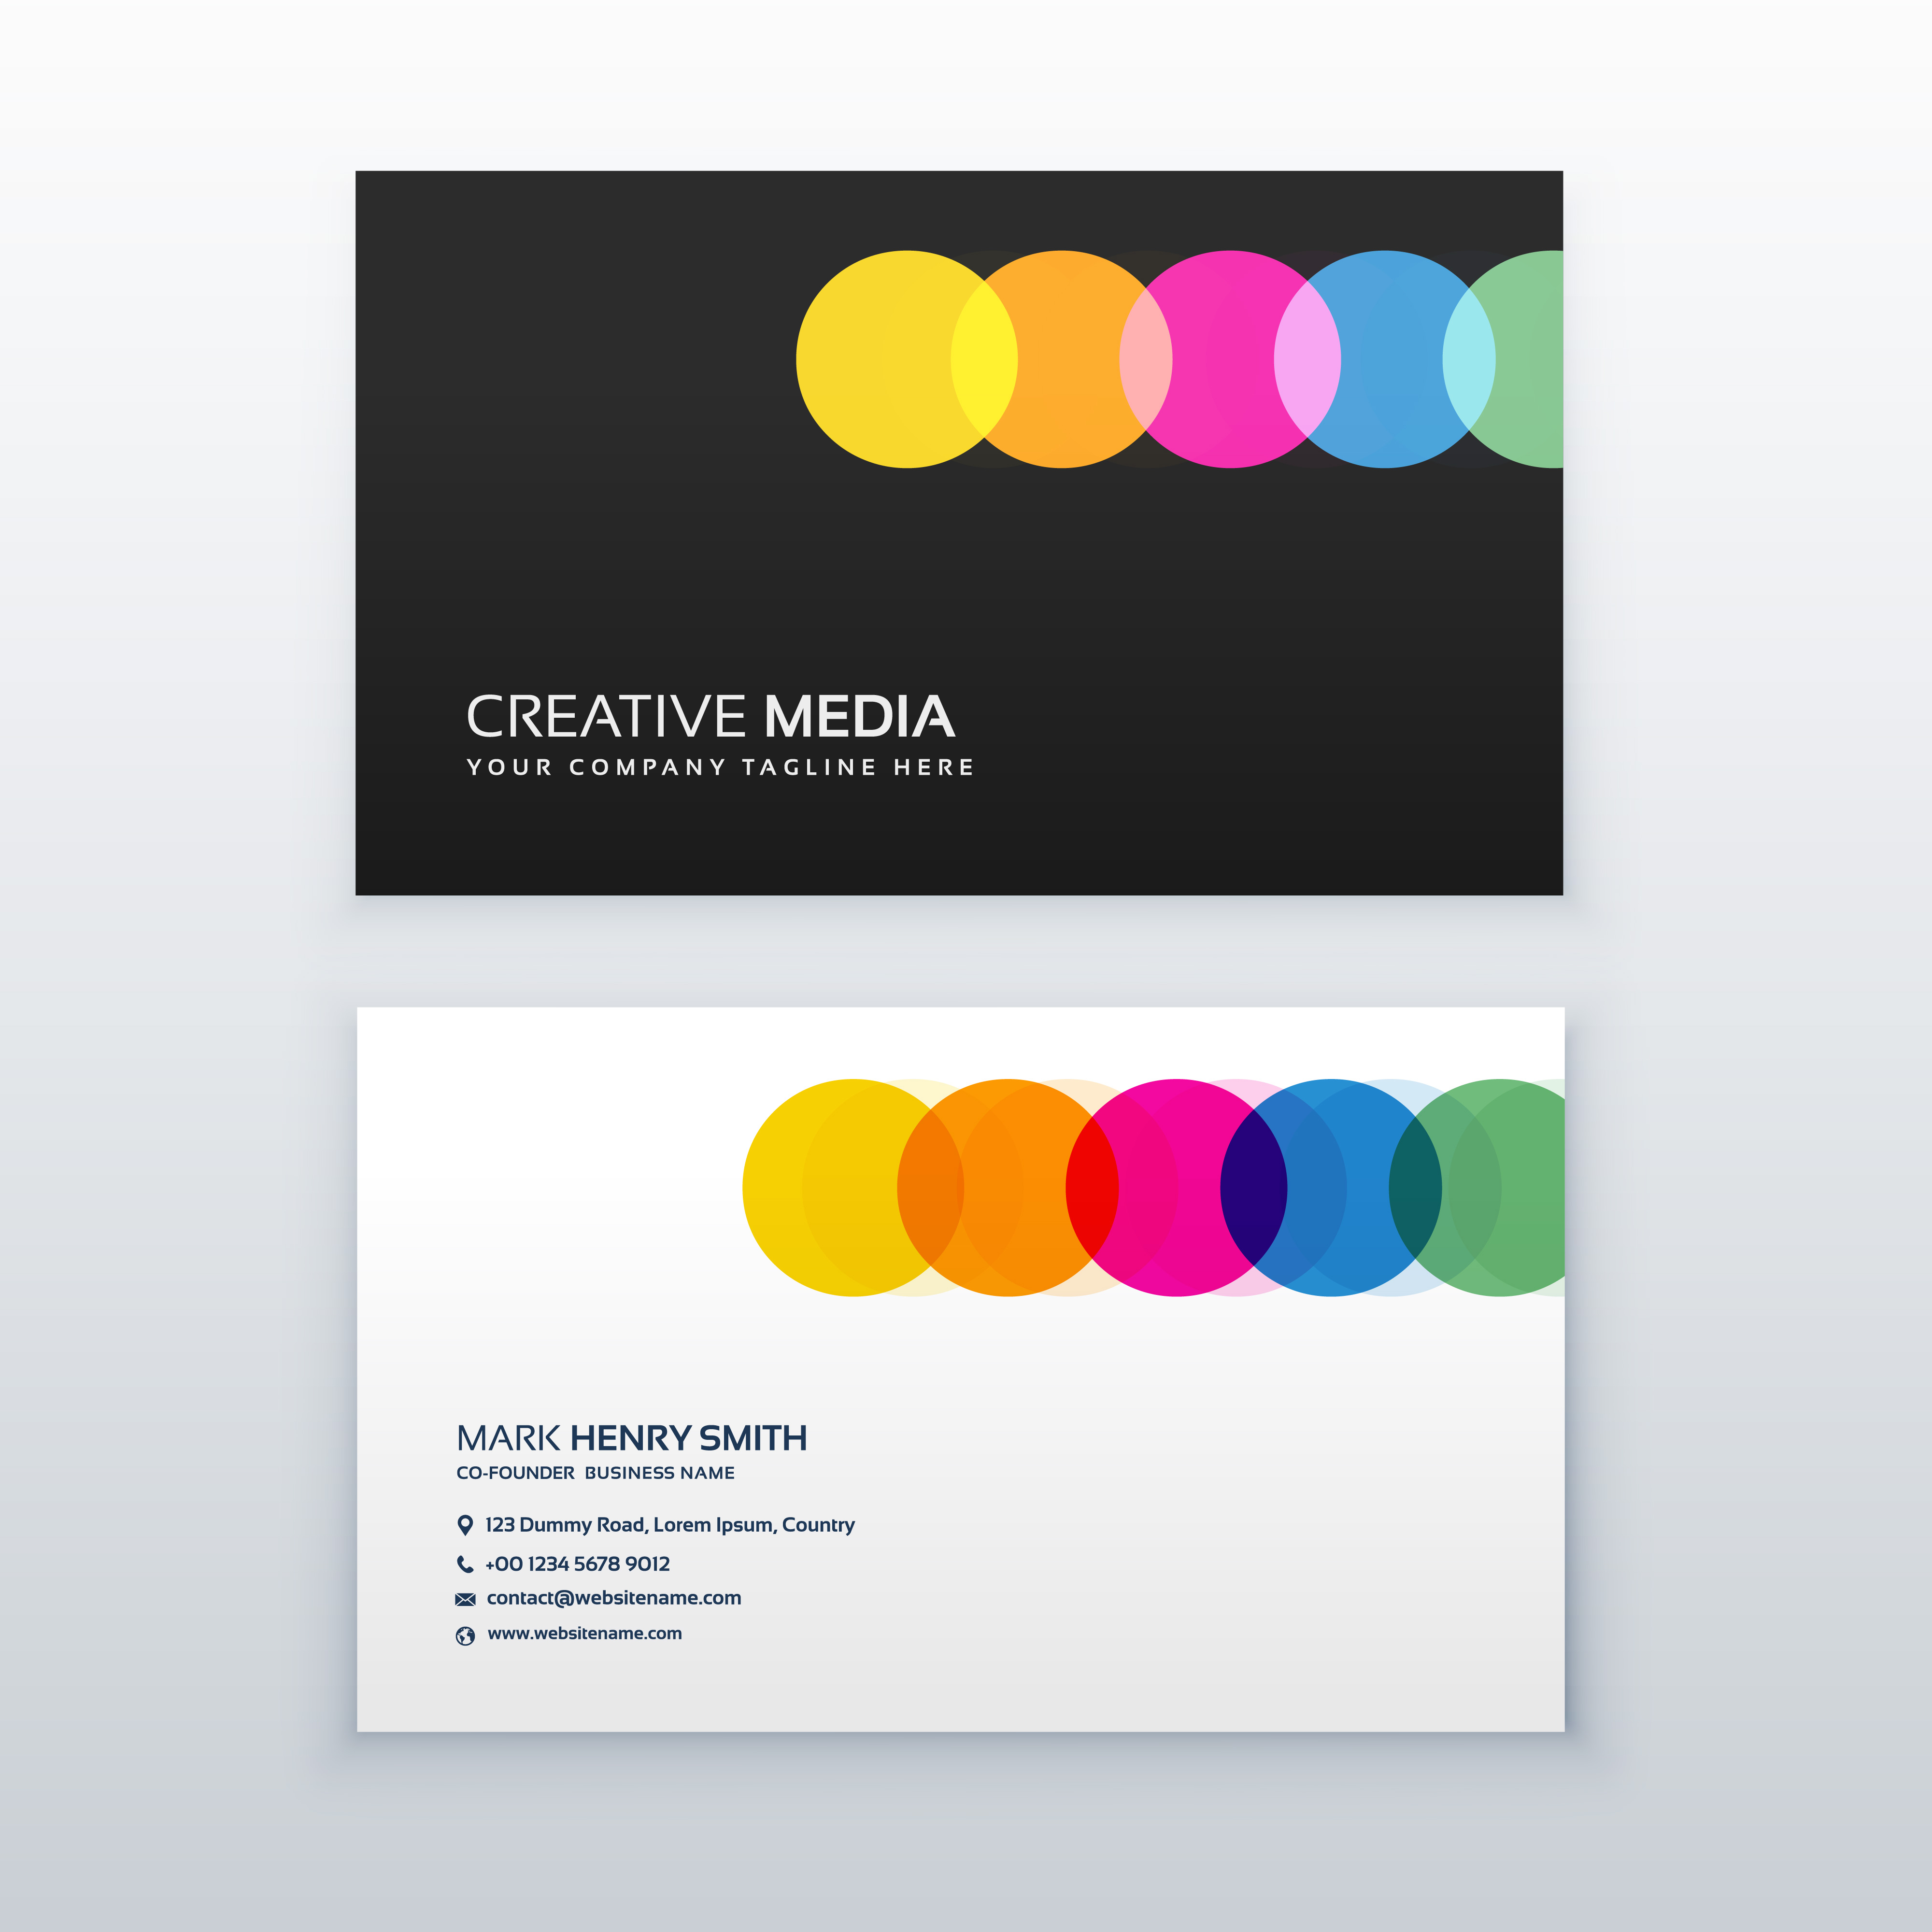 CREATIVE MEDIA
YOUR COMPANY TAGLINE HERE
MARK HENRY SMITH
CO-FOUNDER BUSINESS NAME
123 Dummy Road, Lorem Ipsum, Country
+00 1234 5678 9012
contact@websitename.com
www.websitename.com